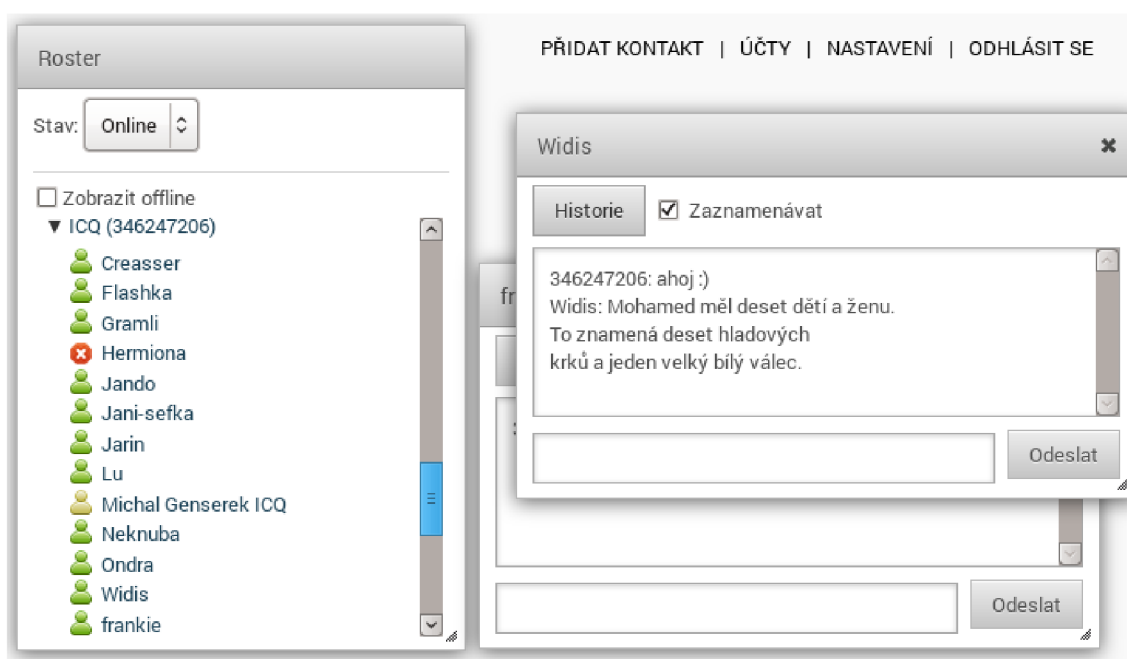 Roster
Stav: Online
Zobrazit offline
ICQ (346247206)
Creasser
Flashka
Gramli
Hermiona
Jando
Jani-sefka
Jarin
Lu
Michal Genserek ICQ
Neknuba
Ondra
Widis
frankie
PŘIDAT KONTAKT | ÚČTY | NASTAVENÍ | ODHLÁSIT SE
Widis
Historie Zaznamenávat
346247206: ahoj :)
Widis: Mohamed měl deset dětí a ženu.
To znamená deset hladových
krků a jeden velký bílý válec.
Odeslat
fr
Odeslat